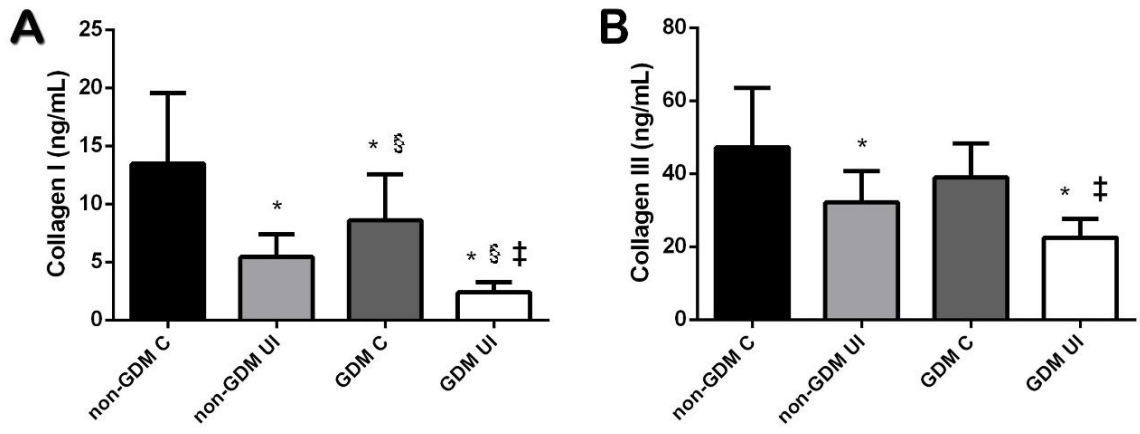 A
Collagen I (ng/mL)
25
20
15
10
5
0
*
* §
* § ‡
non-GDM C
non-GDM UI
GDM C
GDM UI
B
Collagen III (ng/mL)
80
60
40
20
0
*
* ‡
non-GDM C
non-GDM UI
GDM C
GDM UI